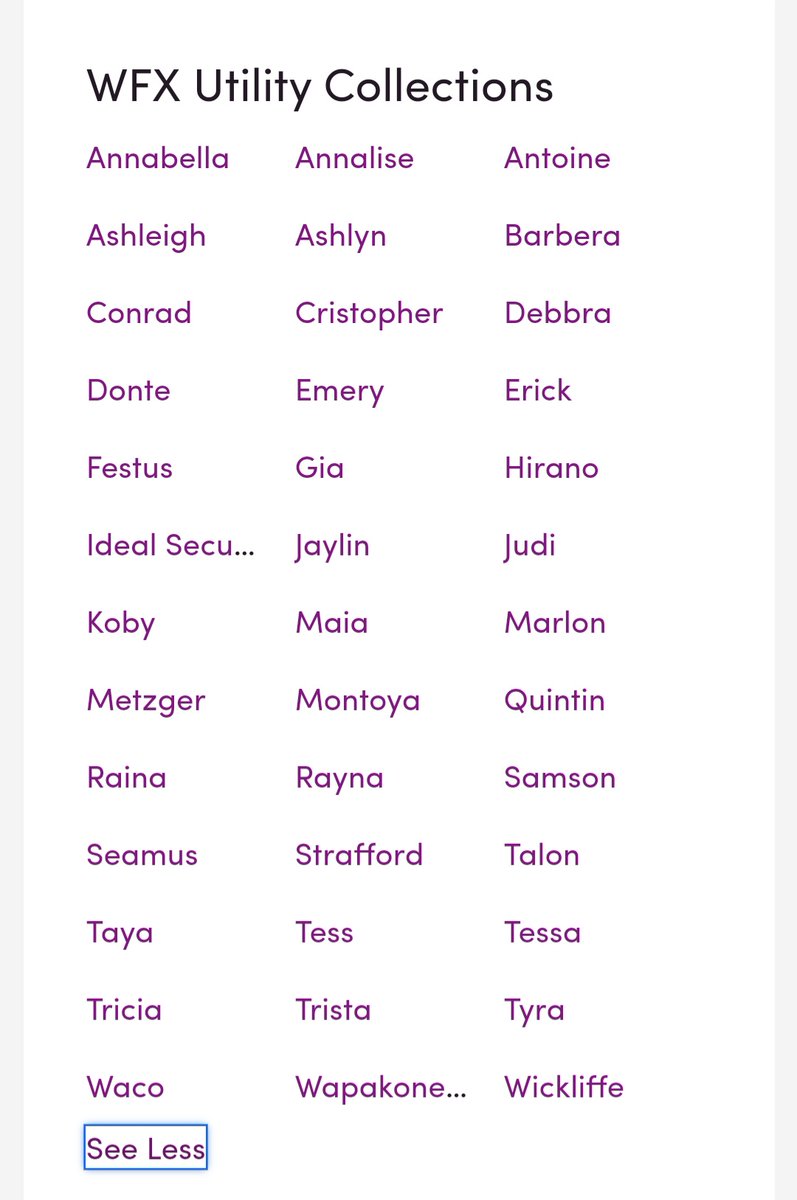 WFX Utility Collections
Annabella Annalise Antoine
Ashleigh Ashlyn Barbera
Conrad Cristopher Debbra
Donte Emery Erick
Festus Gia Hirano
Ideal Secu... Jaylin Judi
Koby Maia Marlon
Metzger Montoya Quintin
Raina Rayna Samson
Seamus Strafford Talon
Taya Tess Tessa
Tricia Trista Tyra
Waco Wapakone... Wickliffe
See Less